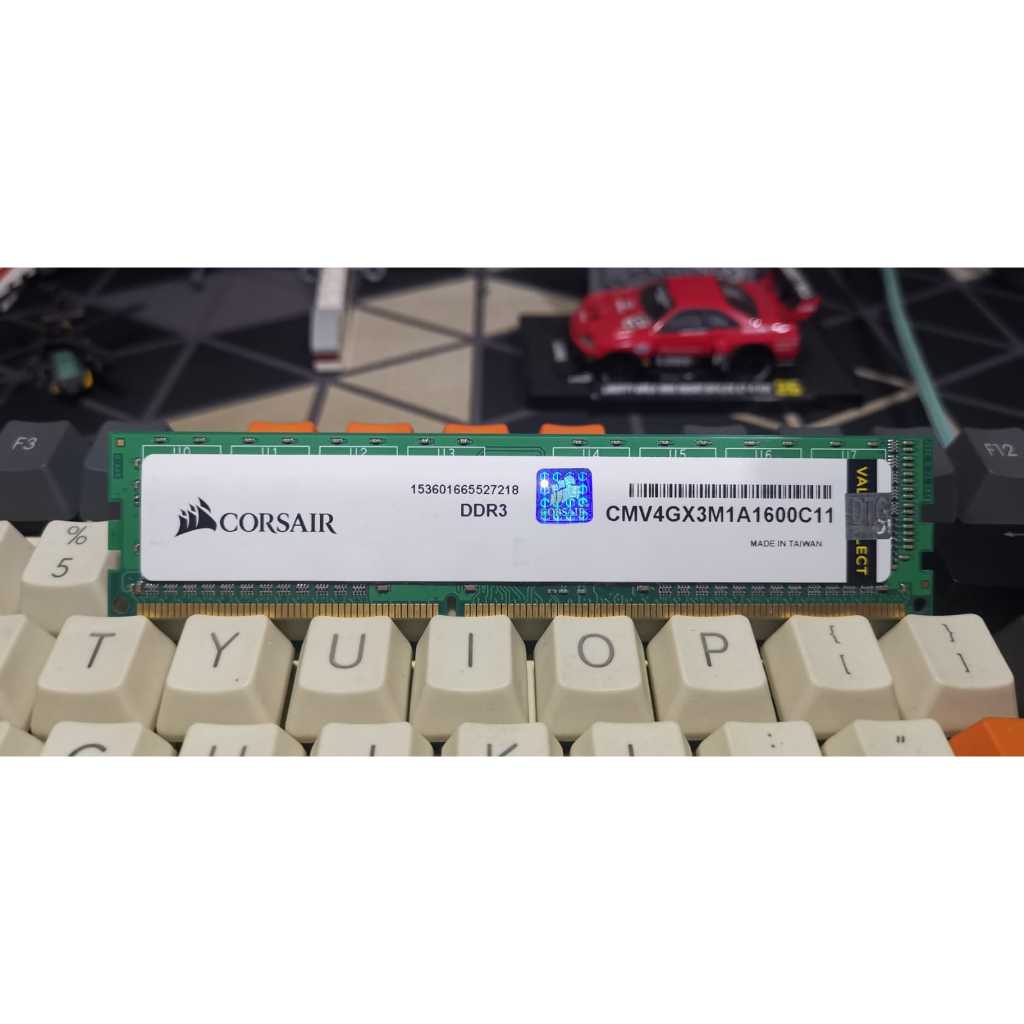 F3
F12
U0 U1 U2 U3 U4 U5 U6 U7
153601665527218
DDR3
CORSAIR
CMV4GX3M1A1600C11
MADE IN TAIWAN
%
5
T Y U I O P { [ } ]
: "